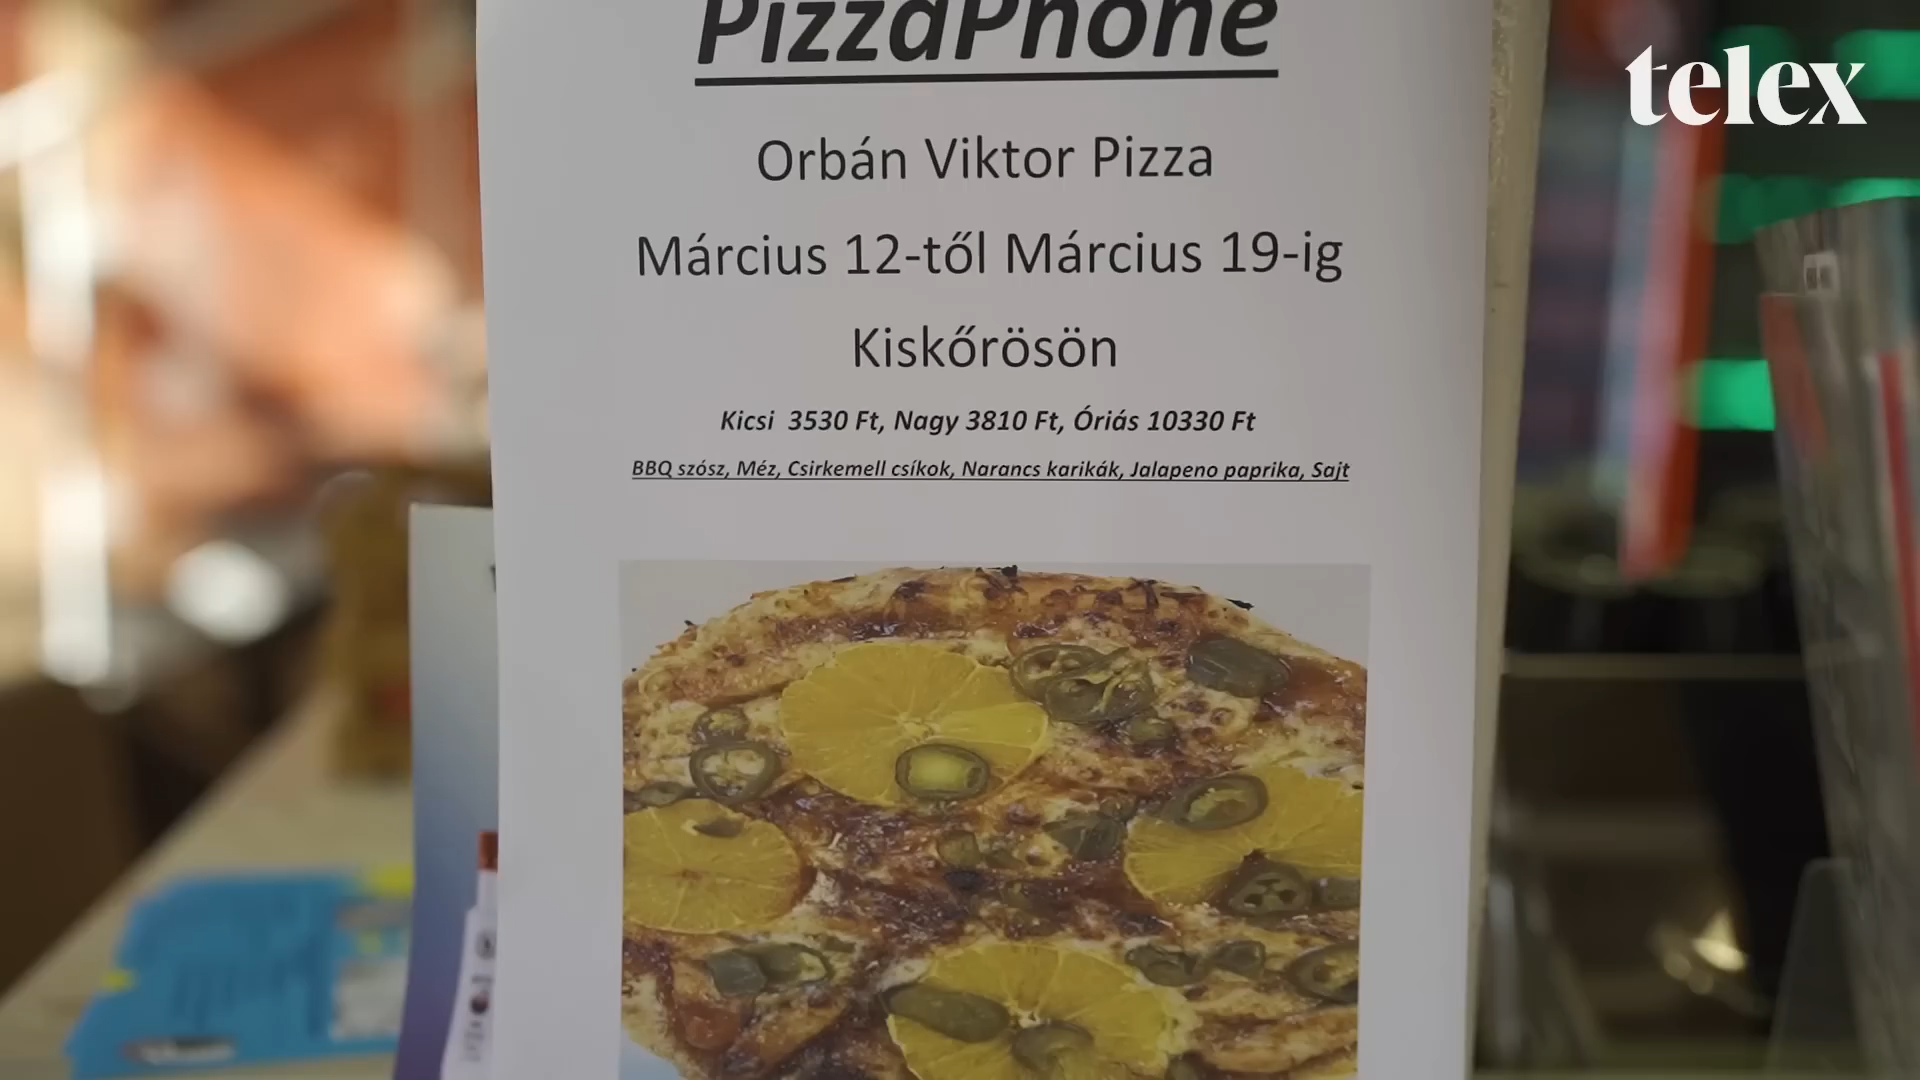 PizzaPhone
telex
Orbán Viktor Pizza
Március 12-től Március 19-ig
Kiskőrösön
Kicsi 3530 Ft, Nagy 3810 Ft, Óriás 10330 Ft
BBQ szósz, Méz, Csirkemell csíkok, Narancs karikák, Jalapeno paprika, Sajt